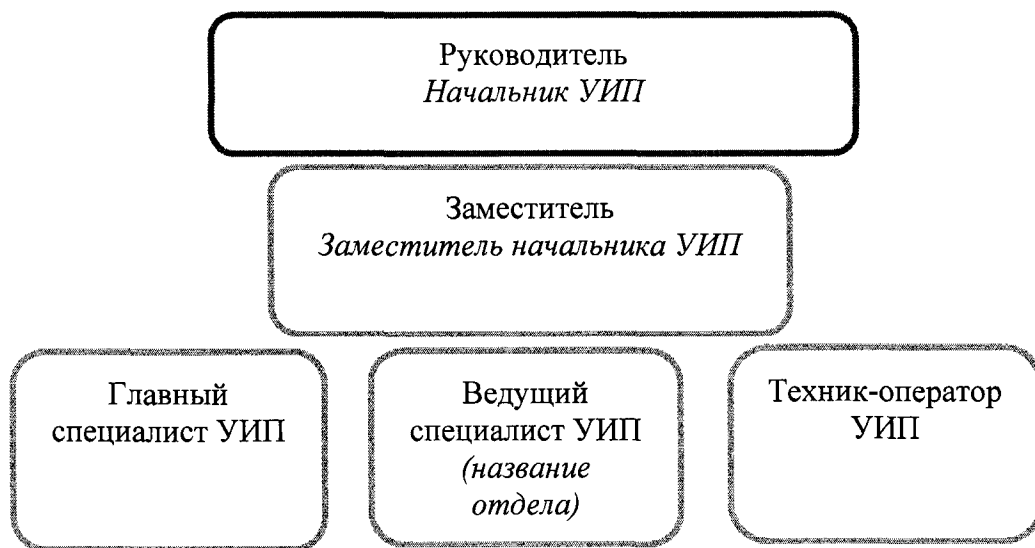 Руководитель
Начальник УИП
Заместитель
Заместитель начальника УИП
Главный
специалист УИП
Ведущий
специалист УИП
(название
отдела)
Техник-оператор
УИП